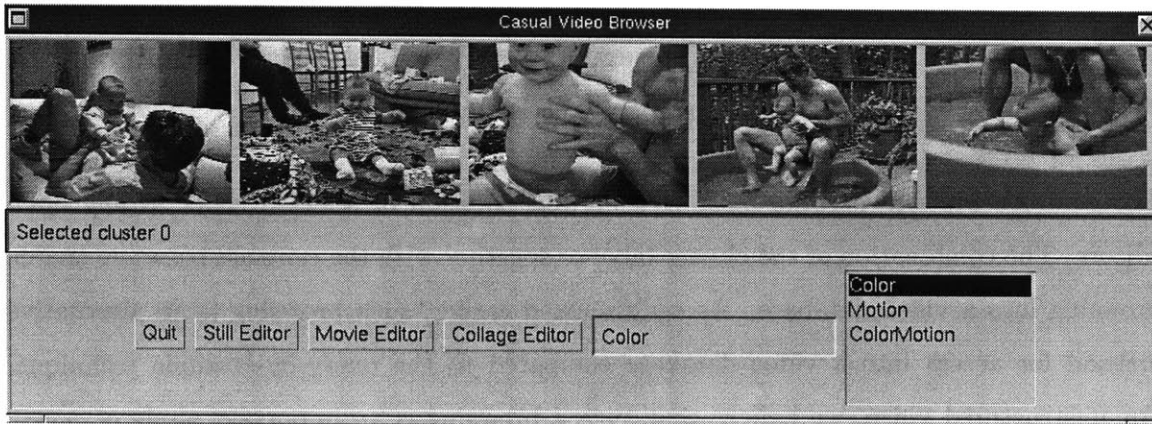 Casual Video Browser
Selected cluster 0
Color
Motion
ColorMotion
Quit Still Editor Movie Editor Collage Editor Color